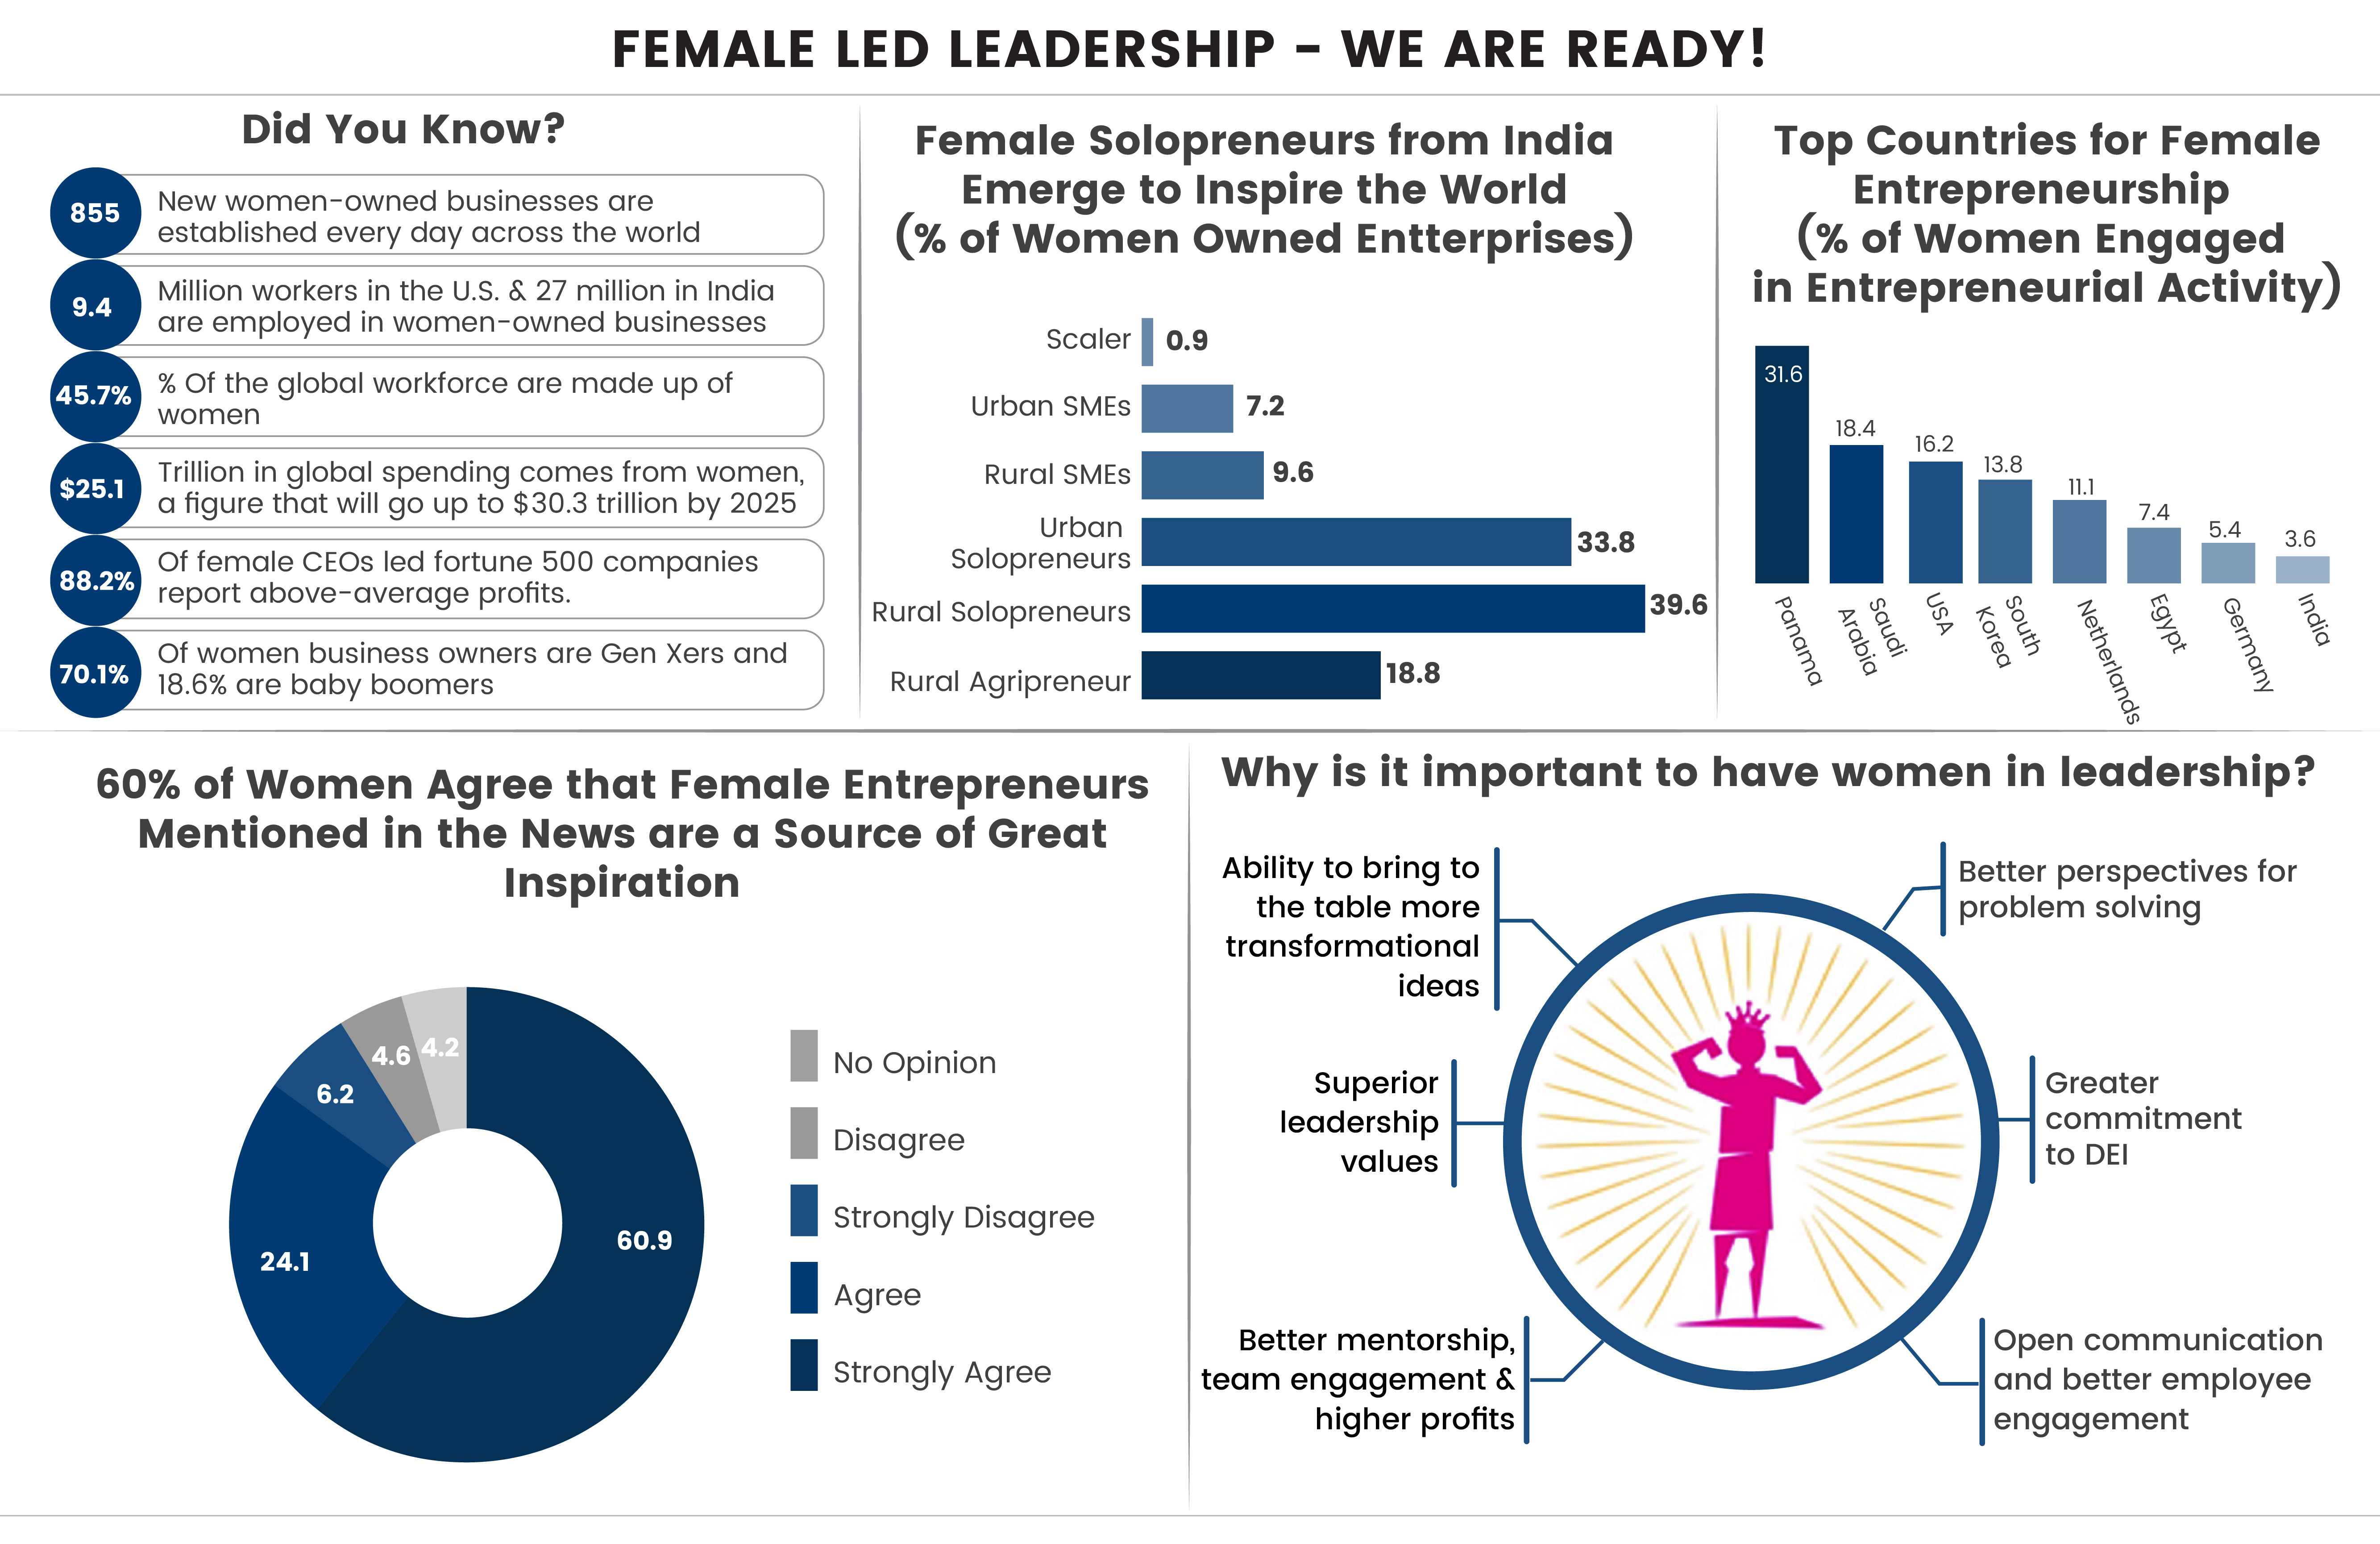 FEMALE LED LEADERSHIP - WE ARE READY!
Did You Know?
855
New women-owned businesses are
established every day across the world
9.4
Million workers in the U.S. & 27 million in India
are employed in women-owned businesses
45.7%
% Of the global workforce are made up of
women
$25.1
Trillion in global spending comes from women,
a figure that will go up to $30.3 trillion by 2025
88.2%
Of female CEOs led fortune 500 companies
report above-average profits.
70.1%
Of women business owners are Gen Xers and
18.6% are baby boomers
Female Solopreneurs from India
Emerge to Inspire the World
(% of Women Owned Entterprises)
Scaler 0.9
Urban SMEs 7.2
Rural SMEs 9.6
Urban
Solopreneurs 33.8
Rural Solopreneurs 39.6
Rural Agripreneur 18.8
Top Countries for Female
Entrepreneurship
(% of Women Engaged
in Entrepreneurial Activity)
31.6
18.4
16.2
13.8
11.1
7.4
5.4
3.6
Panama
Saudi
Arabia
USA
South
Korea
Netherlands
Egypt
Germany
India
60% of Women Agree that Female Entrepreneurs
Mentioned in the News are a Source of Great
Inspiration
4.2
4.6
6.2
24.1
60.9
No Opinion
Disagree
Strongly Disagree
Agree
Strongly Agree
Why is it important to have women in leadership?
Ability to bring to
the table more
transformational
ideas
Superior
leadership
values
Better mentorship,
team engagement &
higher profits
Better perspectives for
problem solving
Greater
commitment
to DEI
Open communication
and better employee
engagement